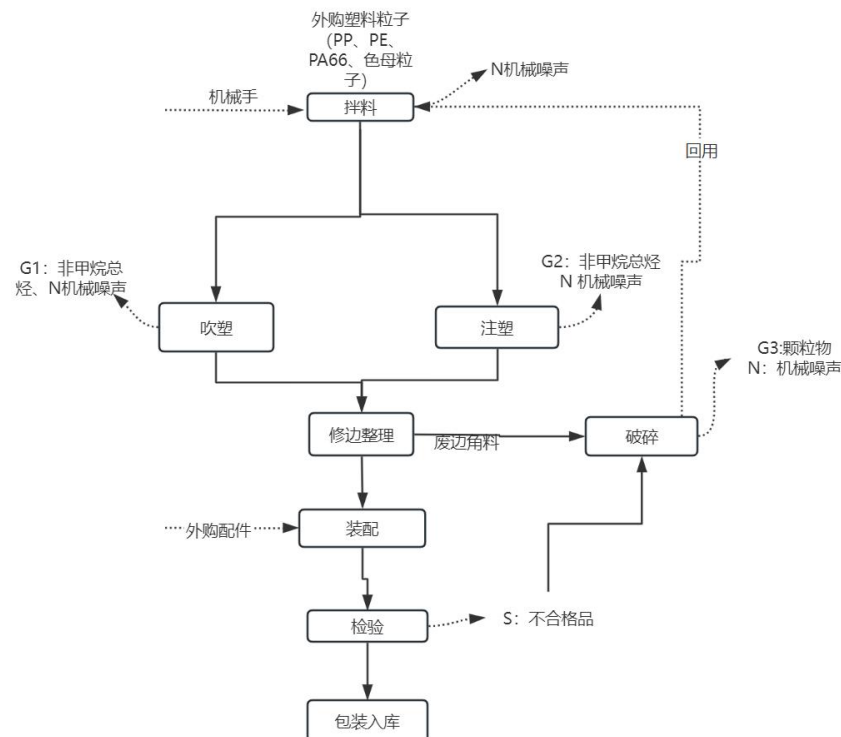 外购塑料粒子
（PP、PE、
PA66、色母粒
子）
N机械噪声
机械手
拌料
回用
G1：非甲烷总
烃、N机械噪声
G2：非甲烷总烃
N 机械噪声
吹塑
注塑
G3:颗粒物
N：机械噪声
修边整理
废边角料
破碎
外购配件
装配
检验
S：不合格品
包装入库